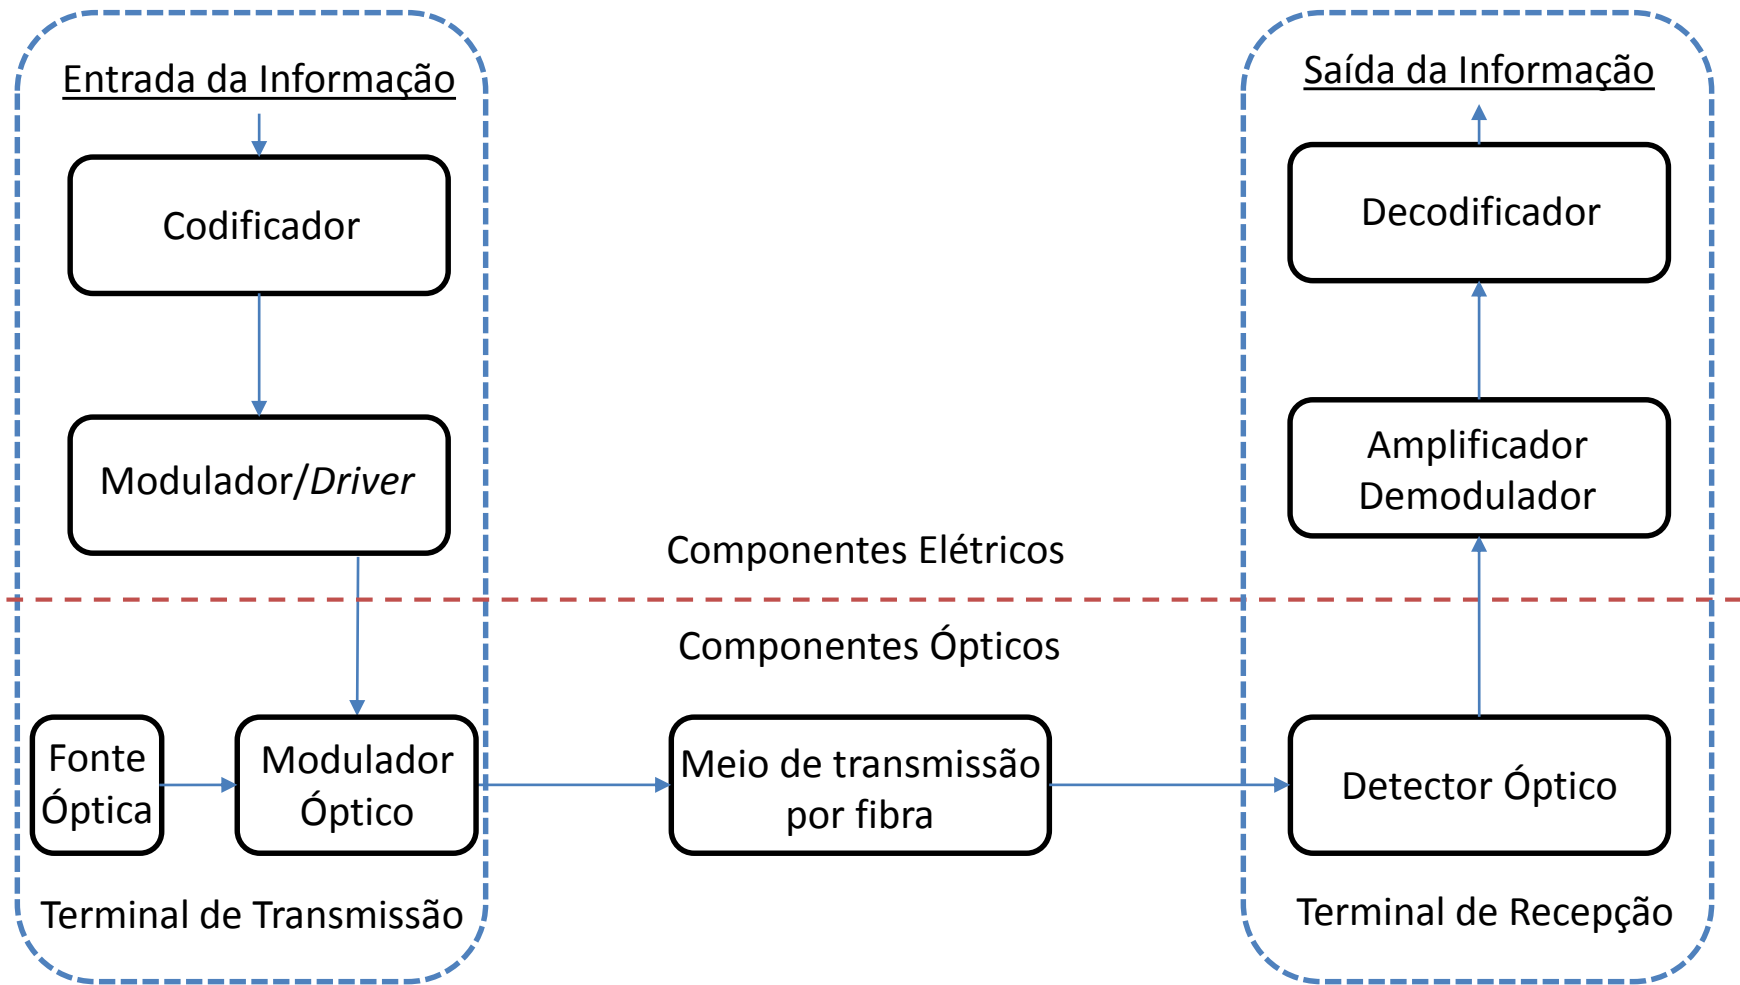 Entrada da Informação
Codificador
Modulador/Driver
Fonte
Óptica
Modulador
Óptico
Terminal de Transmissão
Componentes Elétricos
Componentes Ópticos
Meio de transmissão
por fibra
Saída da Informação
Decodificador
Amplificador
Demodulador
Detector Óptico
Terminal de Recepção